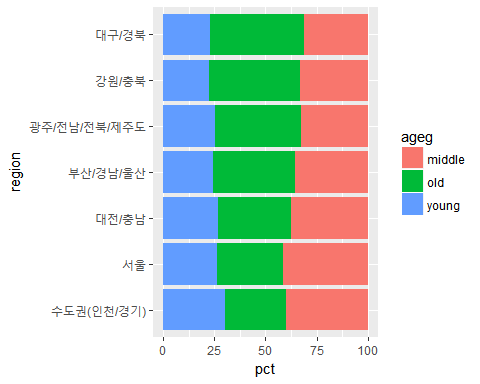 대구/경북
강원/충북
광주/전남/전북/제주도
부산/경남/울산
대전/충남
서울
수도권(인천/경기)
region
0 25 50 75 100
pct
ageg
middle
old
young